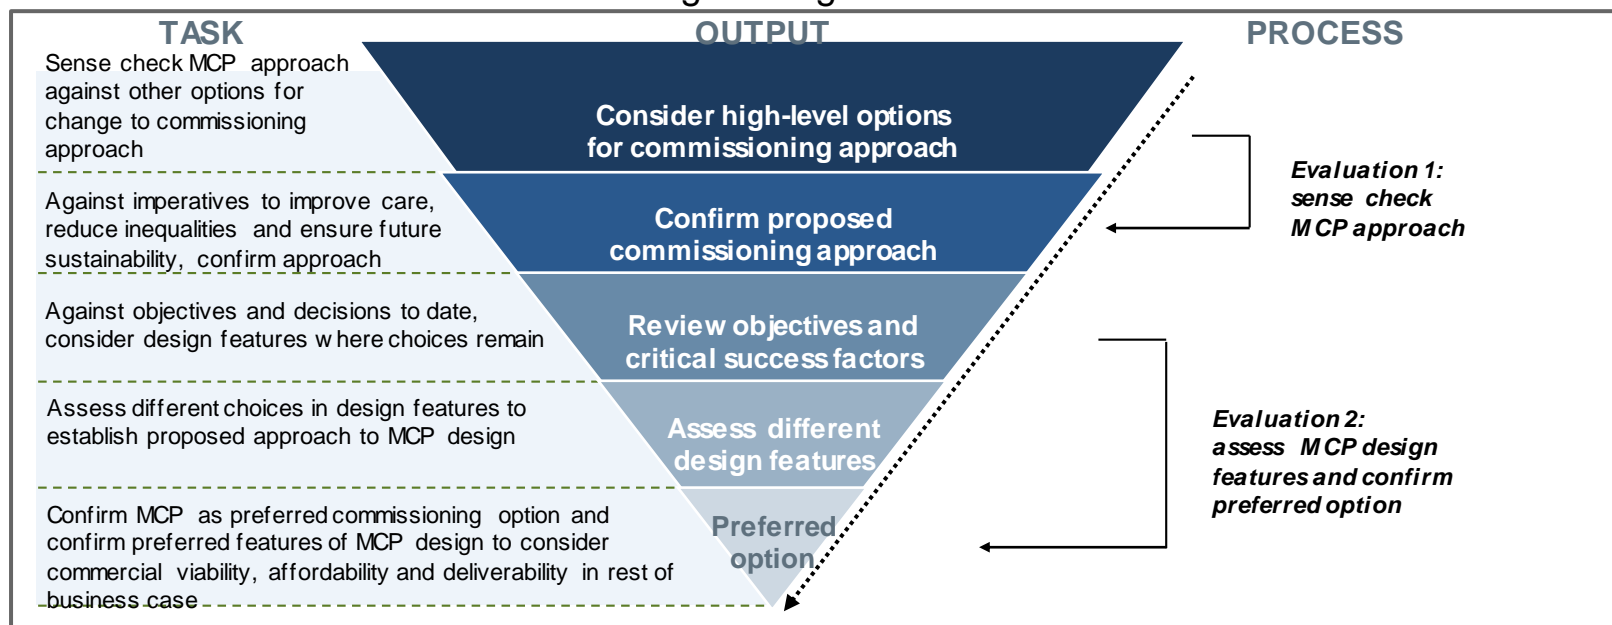 TASK
OUTPUT
PROCESS
Sense check MCP approach
against other options for
change to commissioning
approach
Consider high-level options
for commissioning approach
Evaluation 1:
sense check
MCP approach
Against imperatives to improve care,
reduce inequalities and ensure future
sustainability, confirm approach
Confirm proposed
commissioning approach
Against objectives and decisions to date,
consider design features where choices remain
Review objectives and
critical success factors
Assess different choices in design features to
establish proposed approach to MCP design
Assess different
design features
Evaluation 2:
assess MCP design
features and confirm
preferred option
Confirm MCP as preferred commissioning option and
confirm preferred features of MCP design to consider
commercial viability, affordability and deliverability in rest of
business case
Preferred
option